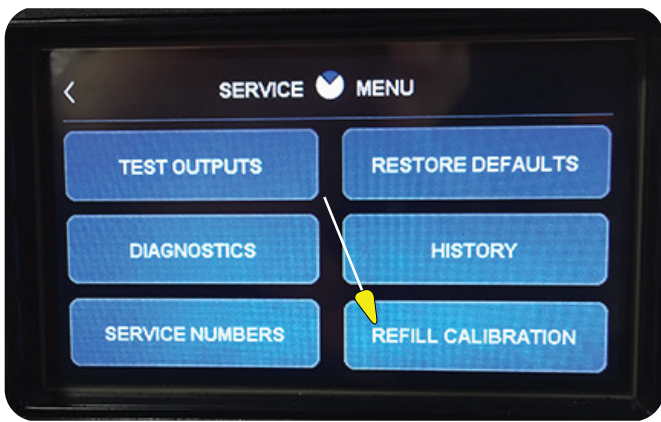 SERVICE MENU
TEST OUTPUTS
RESTORE DEFAULTS
DIAGNOSTICS
HISTORY
SERVICE NUMBERS
REFILL CALIBRATION